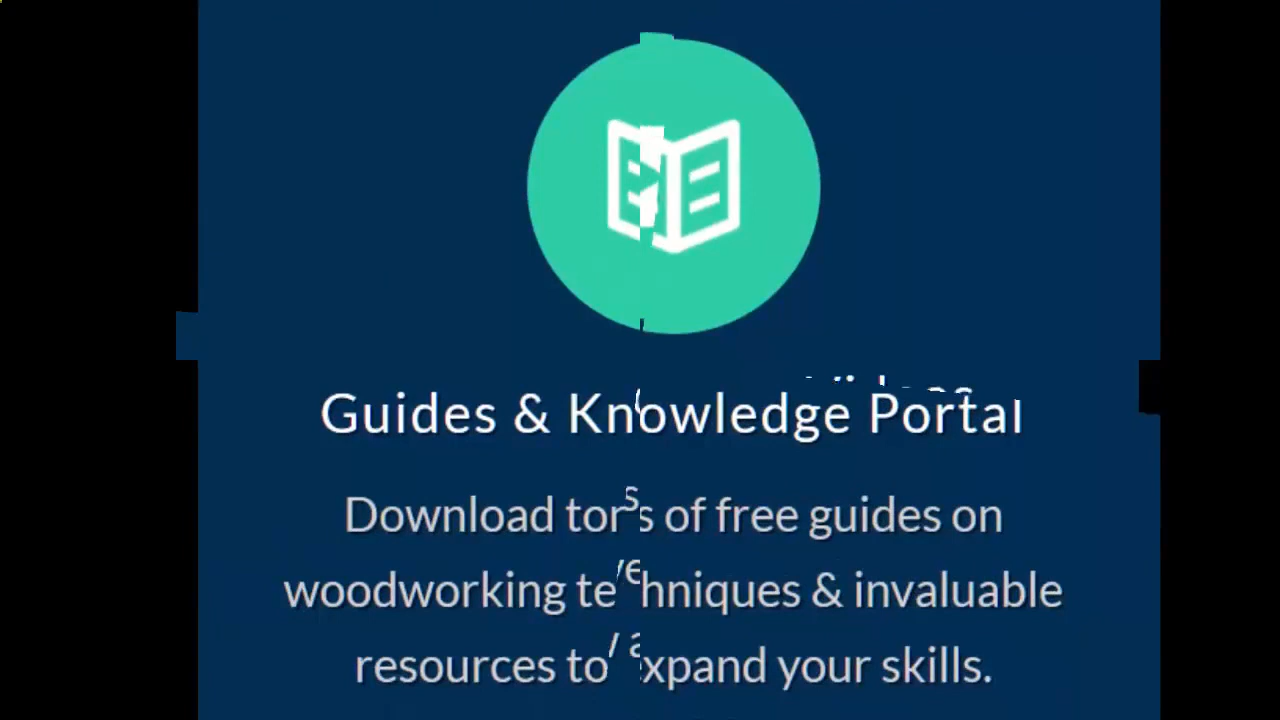 Guides & Knowledge Portal
Download tons of free guides on
woodworking techniques & invaluable
resources to expand your skills.